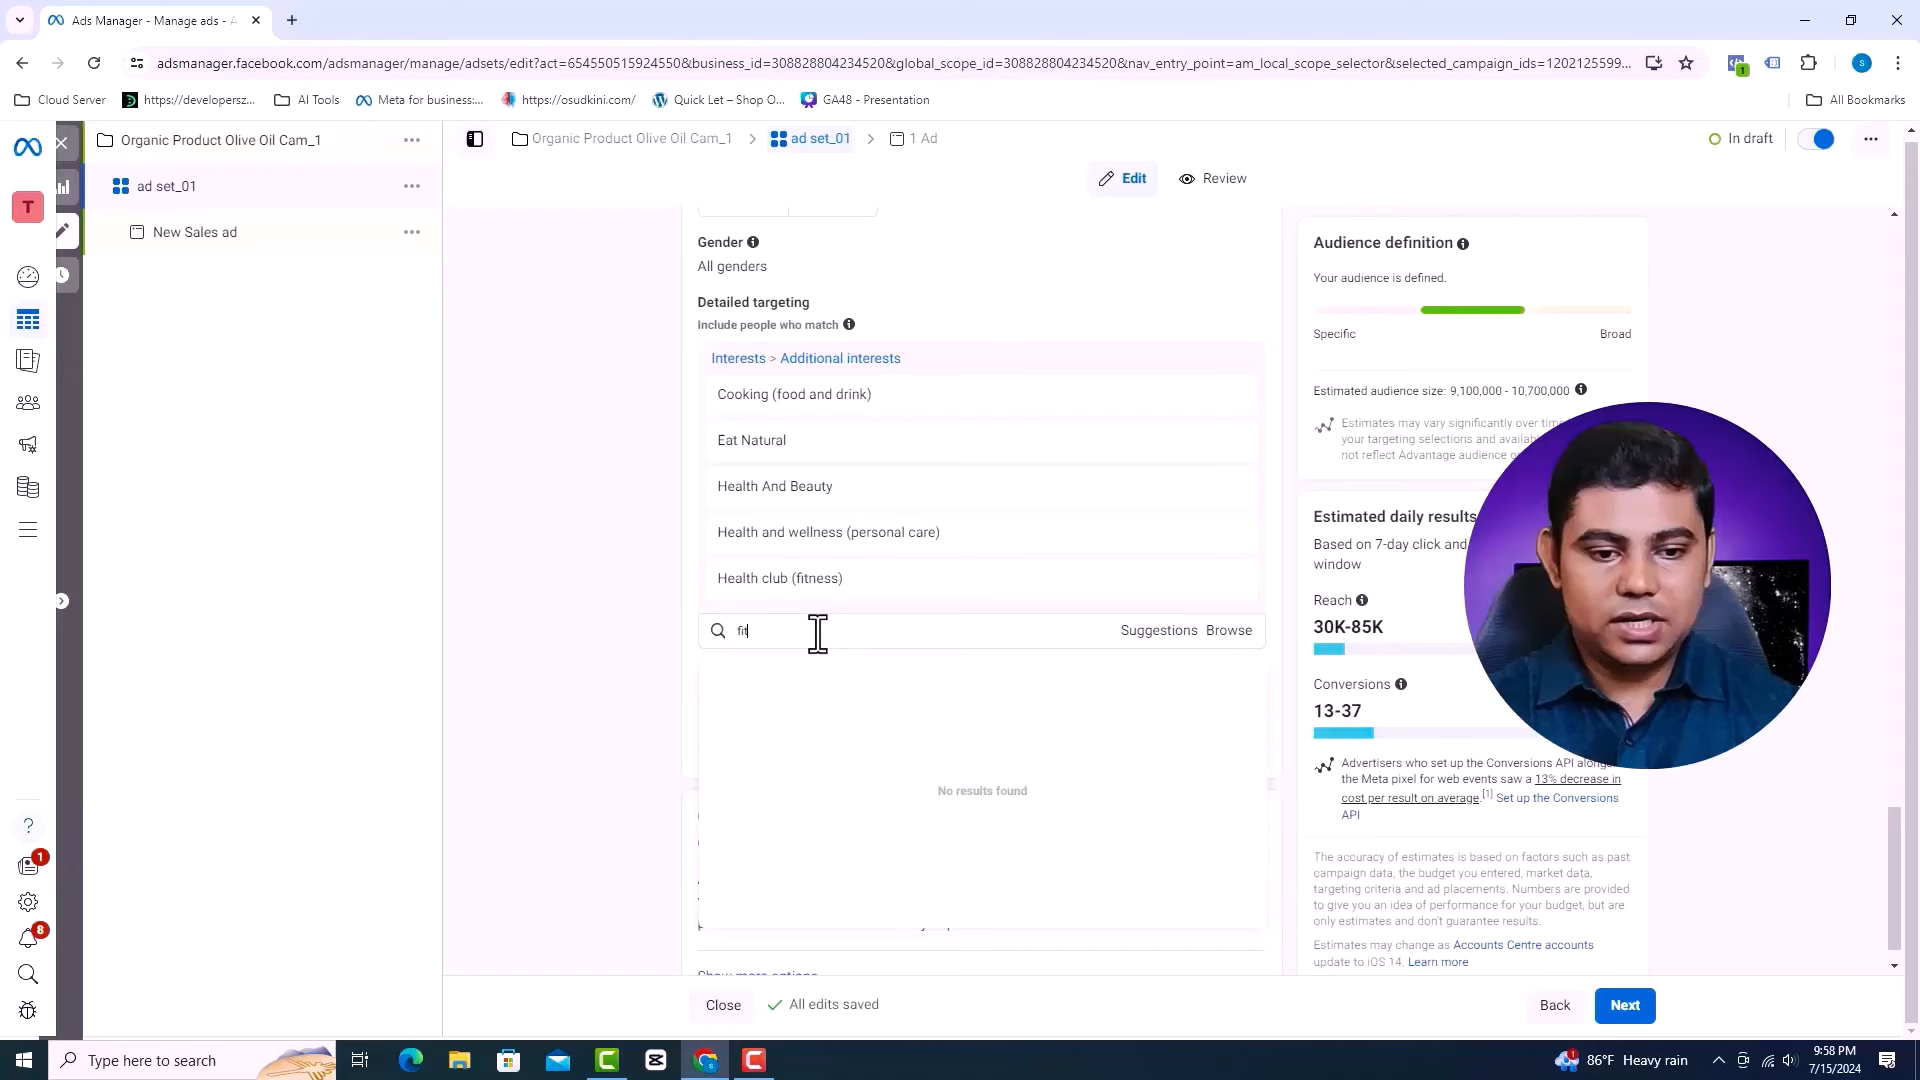 Ads Manager - Manage ads - A
adsmanager.facebook.com/adsmanager/manage/adsets/edit?act=654550515924550&business_id=308828804234520&global_scope_id=308828804234520&nav_entry_point=am_local_scope_selector&selected_campaign_ids=1202125599...
1
S
Cloud Server
https://developersz...
AI Tools
Meta for business:...
https://osudkini.com/
Quick Let – Shop O...
GA48 - Presentation
All Bookmarks
Organic Product Olive Oil Cam_1
Organic Product Olive Oil Cam_1
ad set_01
1 Ad
In draft
ad set_01
Edit
Review
T
New Sales ad
Gender
All genders
Detailed targeting
Include people who match
Interests > Additional interests
Cooking (food and drink)
Eat Natural
Health And Beauty
Health and wellness (personal care)
Health club (fitness)
fit
Suggestions Browse
No results found
Show more options
Audience definition
Your audience is defined.
Specific
Broad
Estimated audience size: 9,100,000 - 10,700,000
Estimates may vary significantly over time
your targeting selections and
not reflect Advantage audience
Estimated daily results
Based on 7-day click and
window
Reach
30K-85K
Conversions
13-37
Advertisers who set up the Conversions API
the Meta pixel for web events saw a 13% decrease in
cost per result on average.[1] Set up the Conversions
API
The accuracy of estimates is based on factors such as past
campaign data, the budget you entered, market data,
targeting criteria and ad placements. Numbers are provided
to give you an idea of performance for your budget, but are
only estimates and don't guarantee results.
Estimates may change as Accounts Centre accounts
update to iOS 14. Learn more
1
8
Close
All edits saved
Back
Next
Type here to search
1
86°F Heavy rain
9:58 PM
7/15/2024